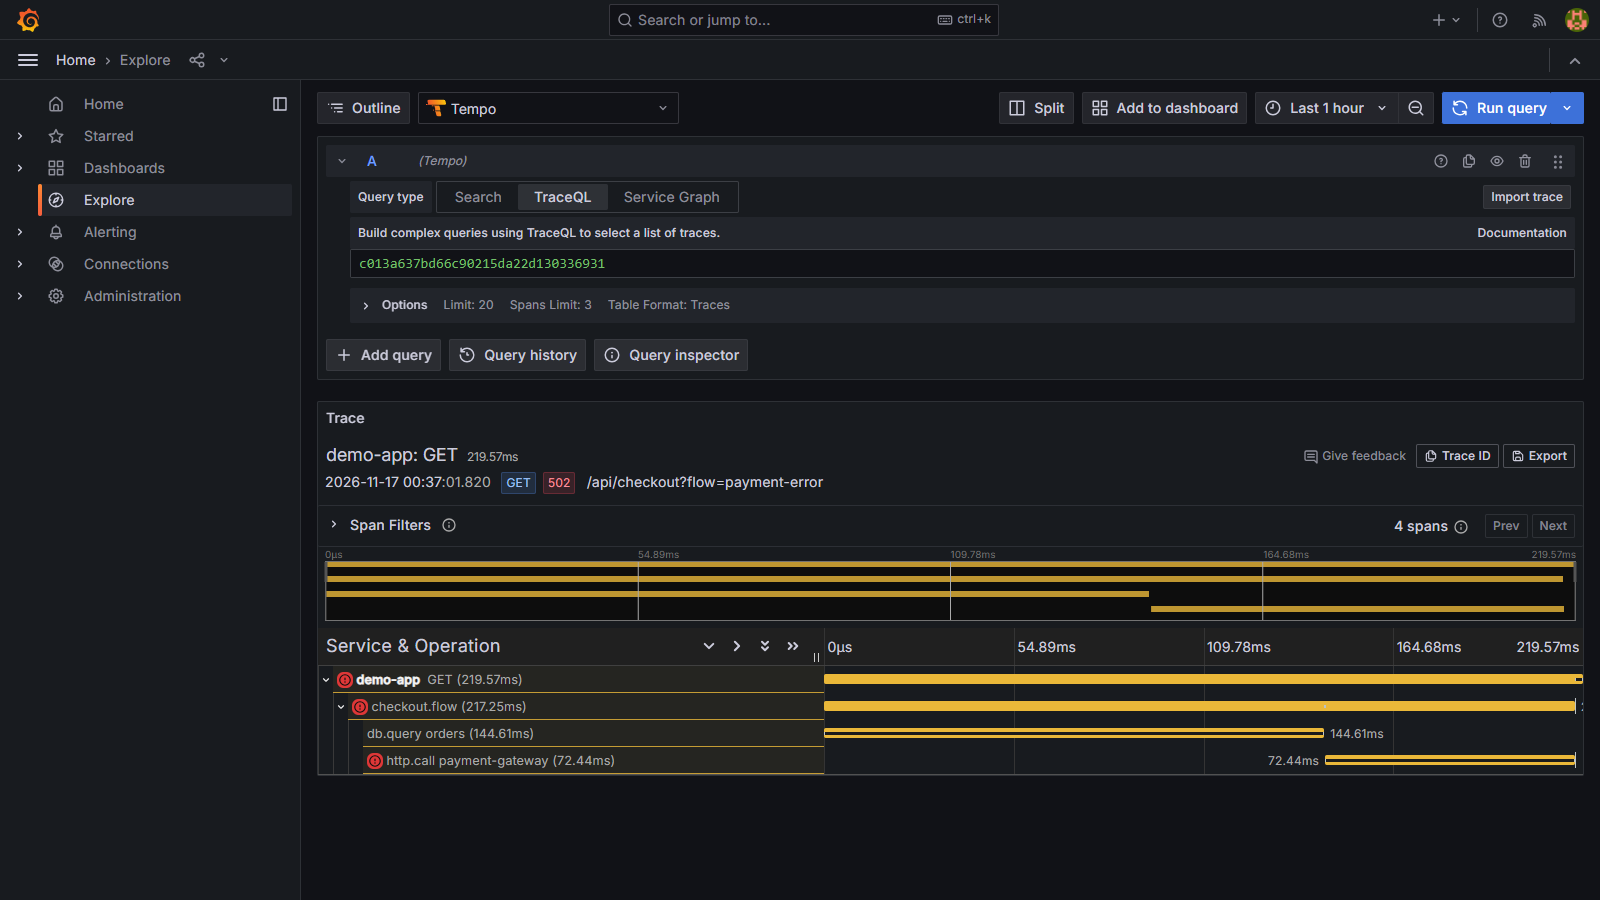 Search or jump to... ctrl+k
Home › Explore
Home
Starred
Dashboards
Explore
Alerting
Connections
Administration
Outline Tempo Split Add to dashboard Last 1 hour Run query
A (Tempo)
Query type Search TraceQL Service Graph Import trace
Build complex queries using TraceQL to select a list of traces. Documentation
c013a637bd66c90215da22d130336931
Options Limit: 20 Spans Limit: 3 Table Format: Traces
Add query Query history Query inspector
Trace
demo-app: GET 219.57ms Give feedback Trace ID Export
2026-11-17 00:37:01.820 GET 502 /api/checkout?flow=payment-error
Span Filters 4 spans Prev Next
0μs 54.89ms 109.78ms 164.68ms 219.57ms
Service & Operation 0μs 54.89ms 109.78ms 164.68ms 219.57ms
demo-app GET (219.57ms)
checkout.flow (217.25ms)
db.query orders (144.61ms) 144.61ms
http.call payment-gateway (72.44ms) 72.44ms